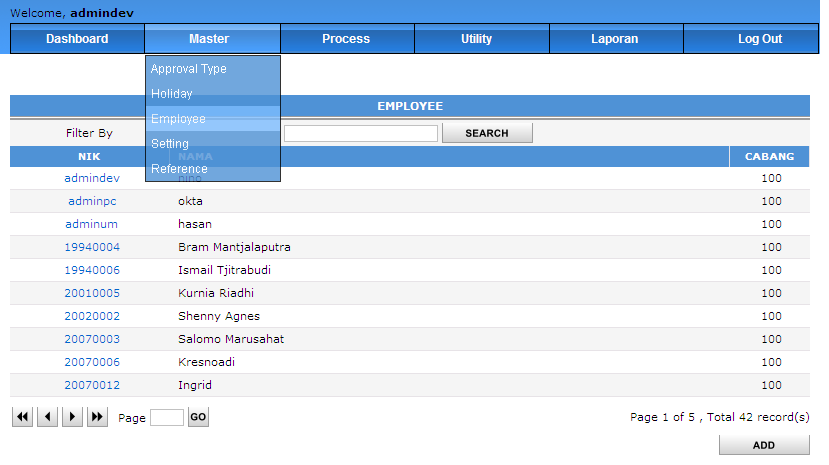 Welcome, admindev
Dashboard Master Process Utility Laporan Log Out
Approval Type
Holiday
EMPLOYEE
Employee
Filter By SEARCH
Setting
NIK NAMA CABANG
Reference
admindev nino 100
adminpc okta 100
adminum hasan 100
19940004 Bram Mantjalaputra 100
19940006 Ismail Tjitrabudi 100
20010005 Kurnia Riadhi 100
20020002 Shenny Agnes 100
20070003 Salomo Marusahat 100
20070006 Kresnoadi 100
20070012 Ingrid 100
Page GO Page 1 of 5 , Total 42 record(s)
ADD